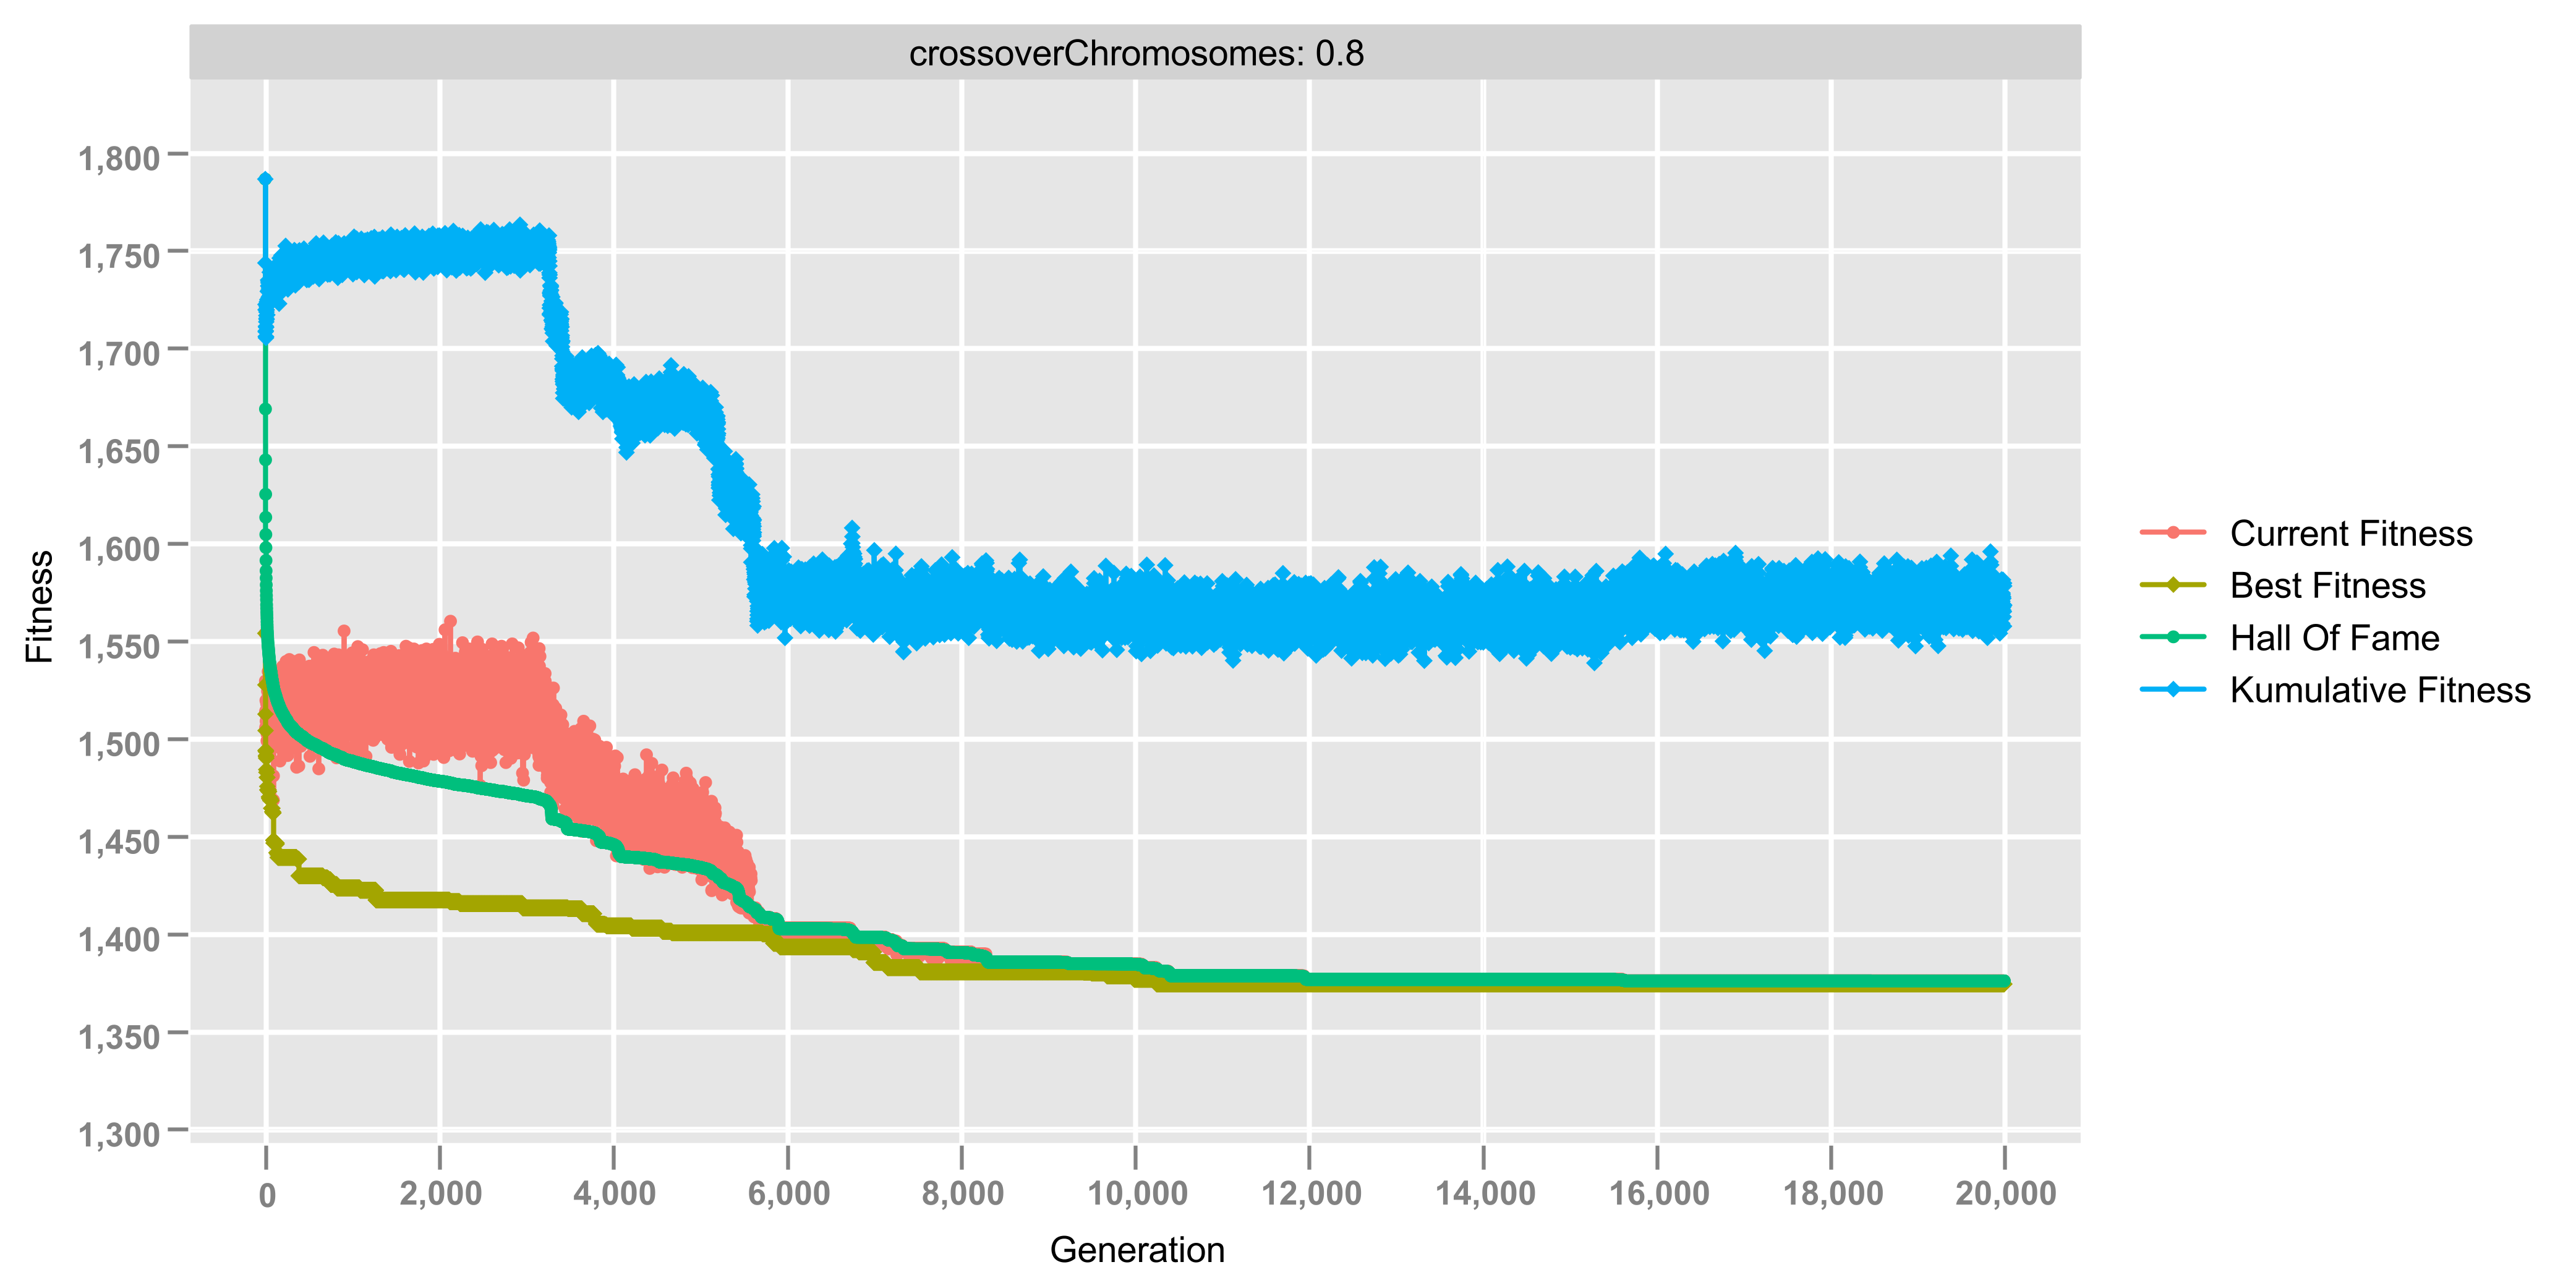 crossoverChromosomes: 0.8
1,800
1,750
1,700
1,650
1,600
1,550
1,500
1,450
1,400
1,350
1,300
Fitness
0 2,000 4,000 6,000 8,000 10,000 12,000 14,000 16,000 18,000 20,000
Generation
Current Fitness
Best Fitness
Hall Of Fame
Kumulative Fitness